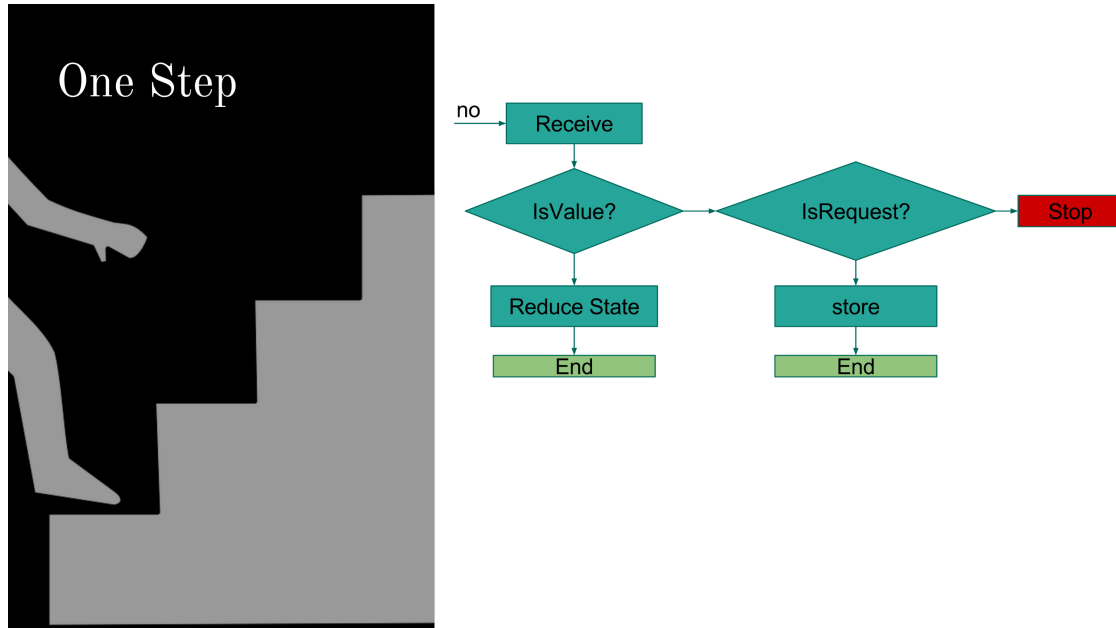 One Step
no
Receive
IsValue?
IsRequest?
Stop
Reduce State
store
End
End